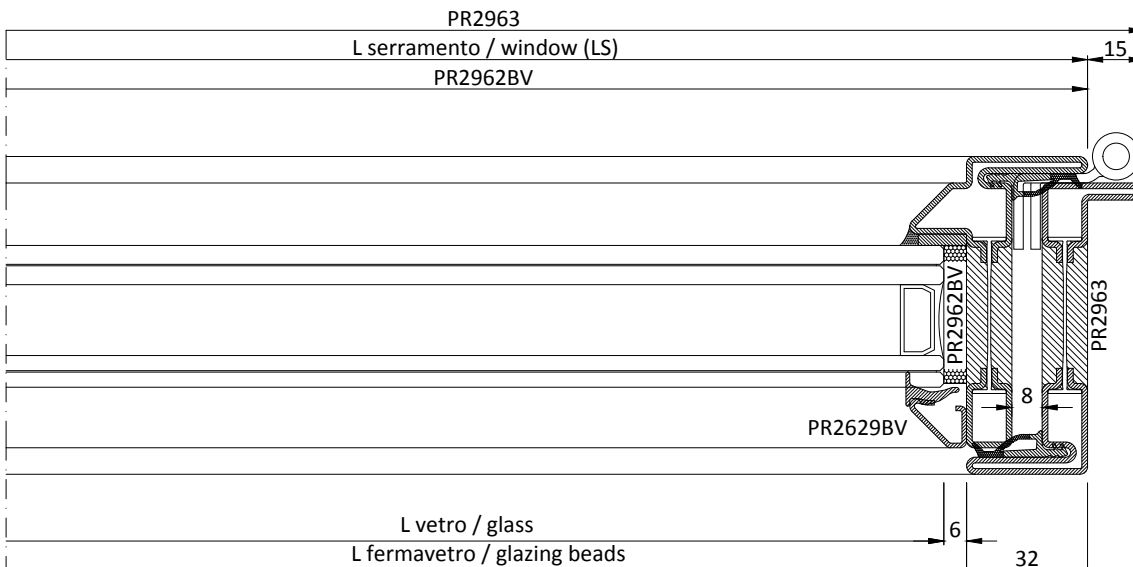 PR2963
L serramento / window (LS)
15
PR2962BV
PR2962BV
PR2963
8
PR2629BV
L vetro / glass
6
L fermavetro / glazing beads
32